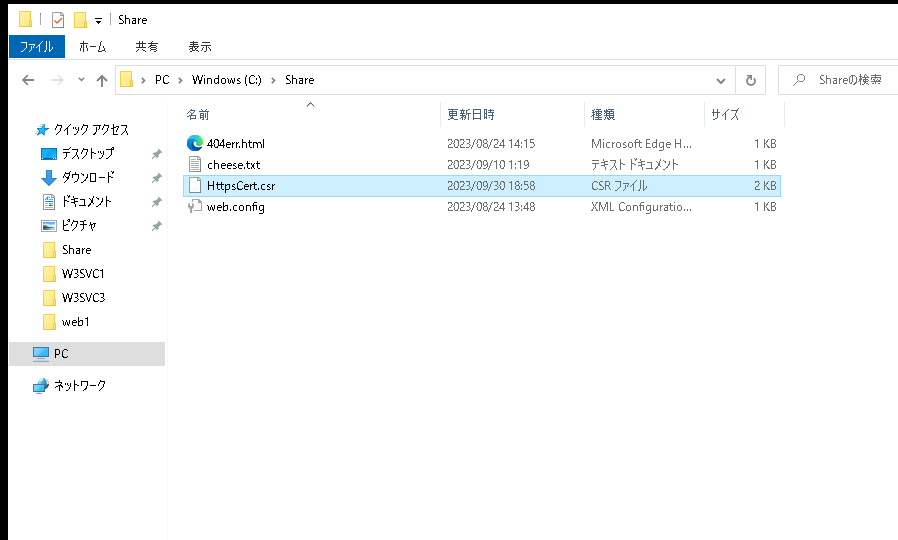 Share
ファイル ホーム 共有 表示
PC Windows (C:) Share Shareの検索
名前 更新日時 種類 サイズ
クイック アクセス
デスクトップ
ダウンロード
ドキュメント
ピクチャ
Share
W3SVC1
W3SVC3
web1
PC
ネットワーク
404err.html 2023/08/24 14:15 Microsoft Edge H... 1 KB
cheese.txt 2023/09/10 1:19 テキスト ドキュメント 1 KB
HttpsCert.csr 2023/09/30 18:58 CSR ファイル 2 KB
web.config 2023/08/24 13:48 XML Configuratio... 1 KB